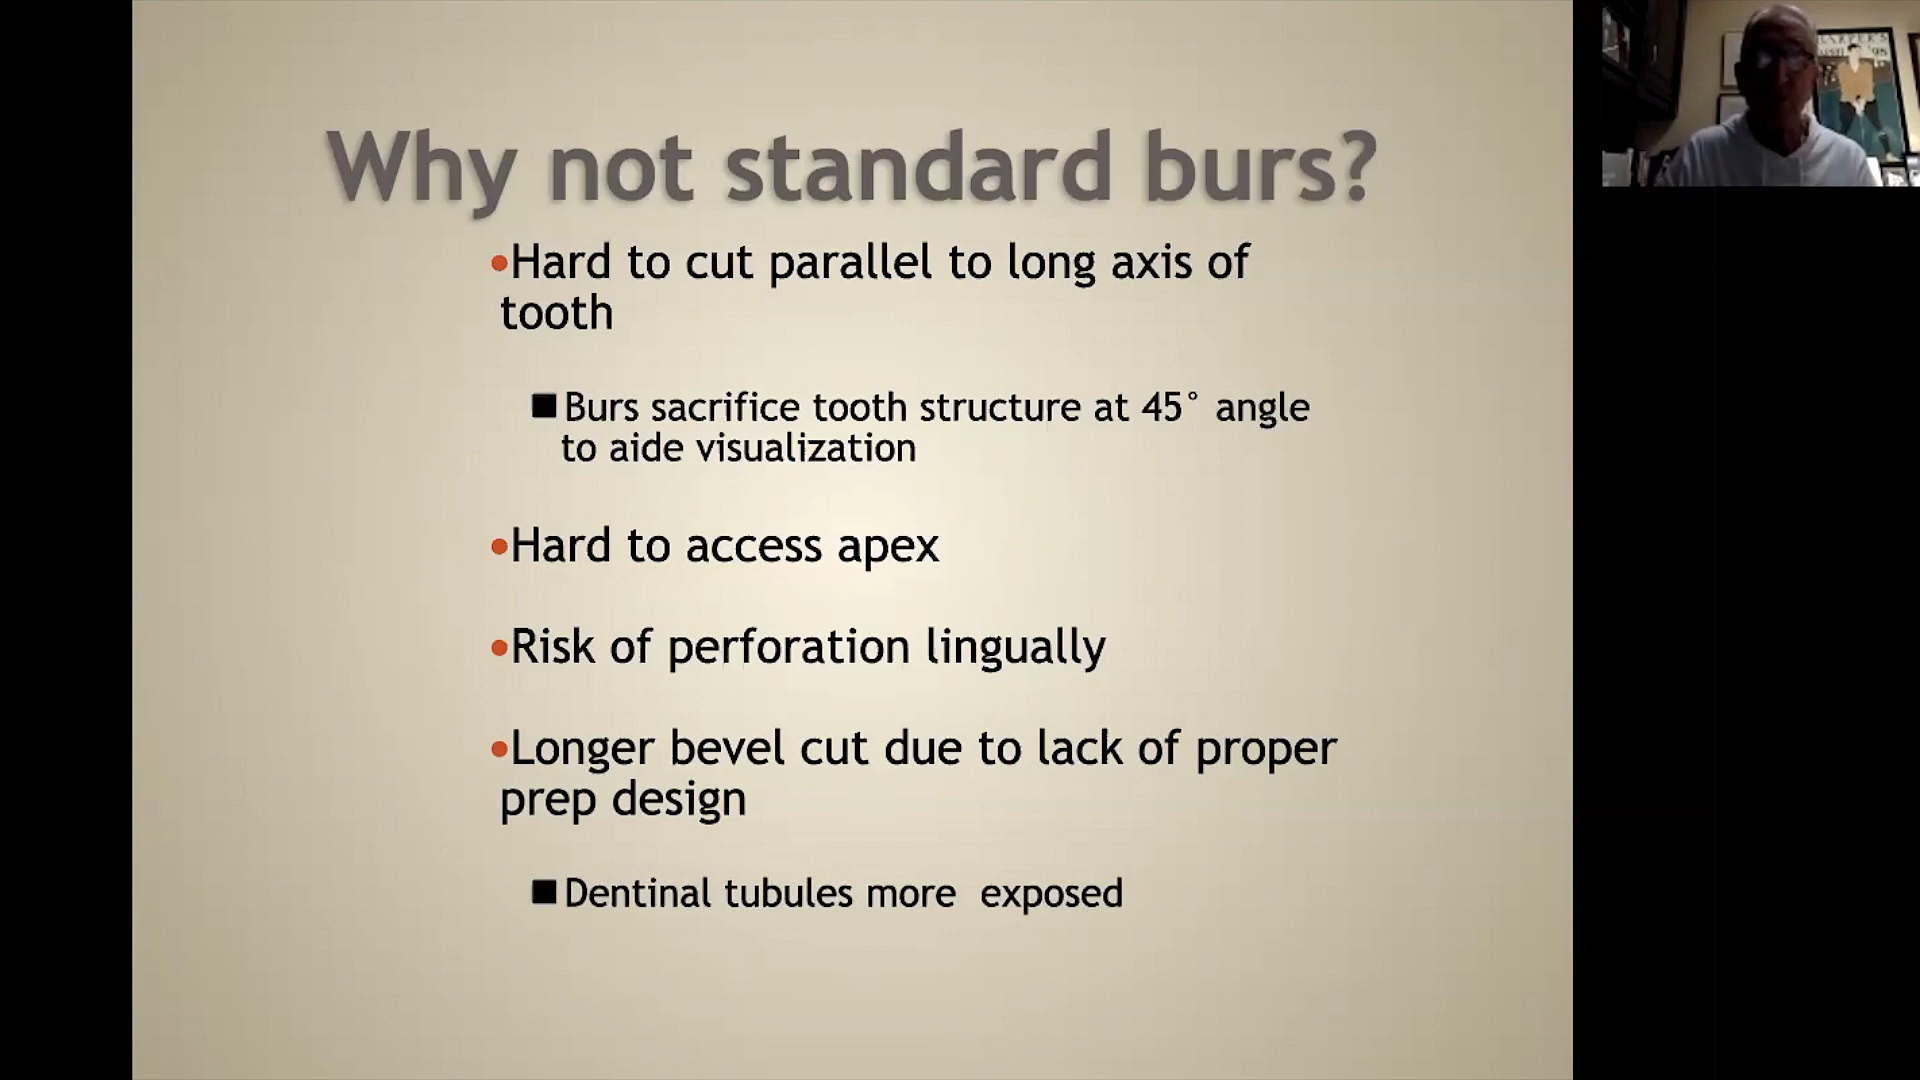 Why not standard burs?
•Hard to cut parallel to long axis of
tooth
■Burs sacrifice tooth structure at 45° angle
to aide visualization
•Hard to access apex
•Risk of perforation lingually
•Longer bevel cut due to lack of proper
prep design
■Dentinal tubules more  exposed